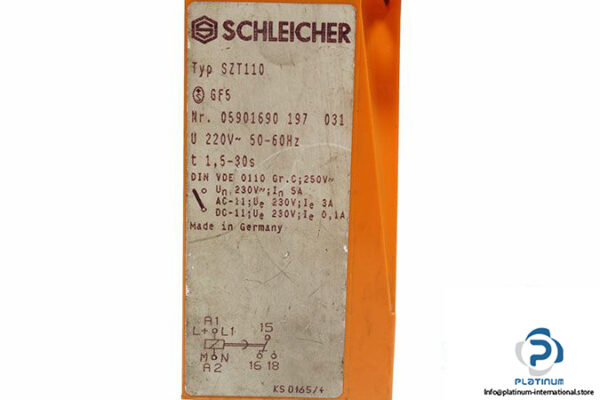 SCHLEICHER
Typ SZT110
GF5
Nr. 05901690 197 031
U 220V~ 50-60Hz
t 1,5-30s
DIN VDE 0110 Gr.C;250V~
Un 230V~;In 5A
AC-11;Ue 230V;Ie 3A
DC-11;Ue 230V;Ie 0,1A
Made in Germany
A1
L+ L1 15
M N 16 18
A2
KS 0165/4
PLATINUM
Info@platinum-international.store